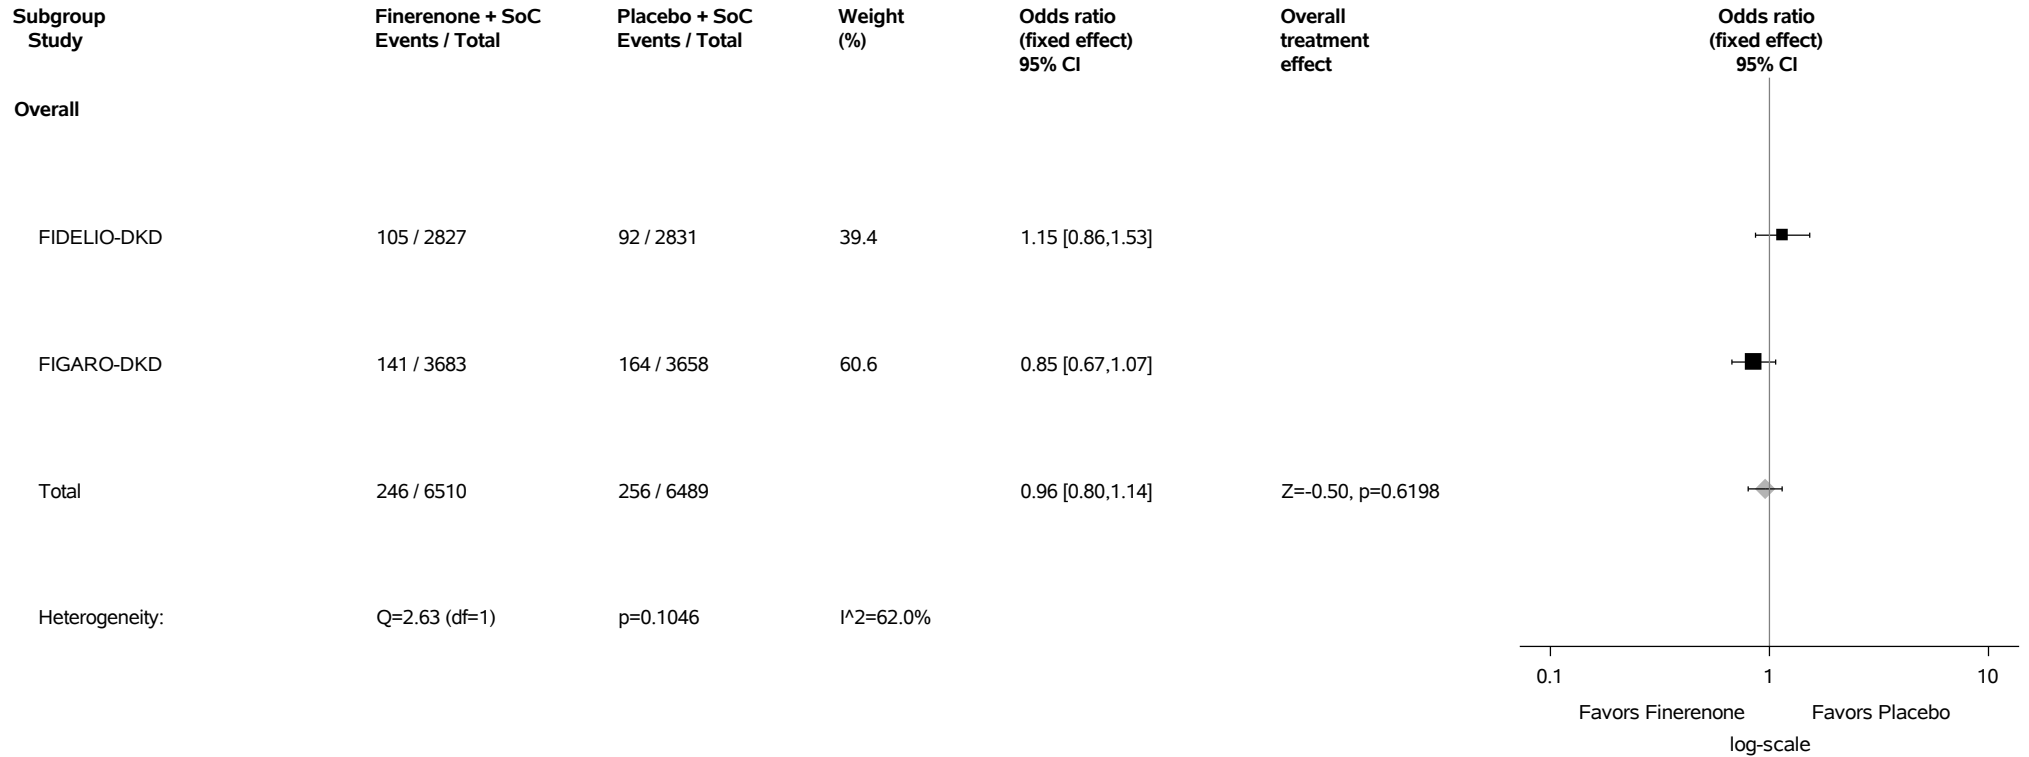 Subgroup Finerenone + SoC Placebo + SoC Weight Odds ratio Overall Odds ratio
Study Events / Total Events / Total (%) (fixed effect) treatment (fixed effect)
95% CI effect 95% CI
Overall
FIDELIO-DKD 105 / 2827 92 / 2831 39.4 1.15 [0.86,1.53]
FIGARO-DKD 141 / 3683 164 / 3658 60.6 0.85 [0.67,1.07]
Total 246 / 6510 256 / 6489 0.96 [0.80,1.14] Z=-0.50, p=0.6198
Heterogeneity: Q=2.63 (df=1) p=0.1046 I^2=62.0%
0.1 1 10
Favors Finerenone Favors Placebo
log-scale